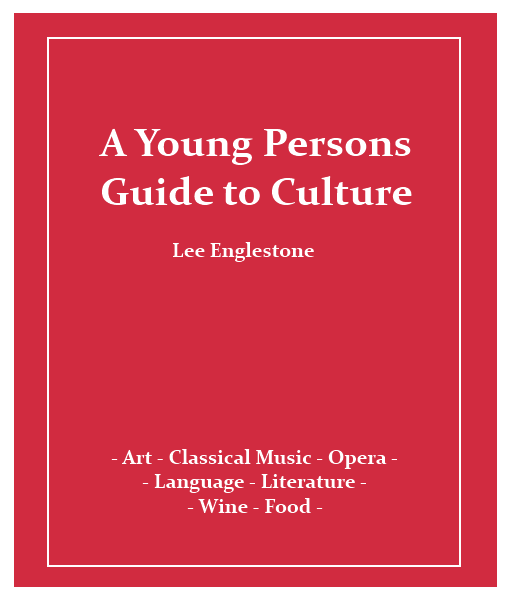 A Young Persons
Guide to Culture
Lee Englestone
- Art - Classical Music - Opera -
- Language - Literature -
- Wine - Food -